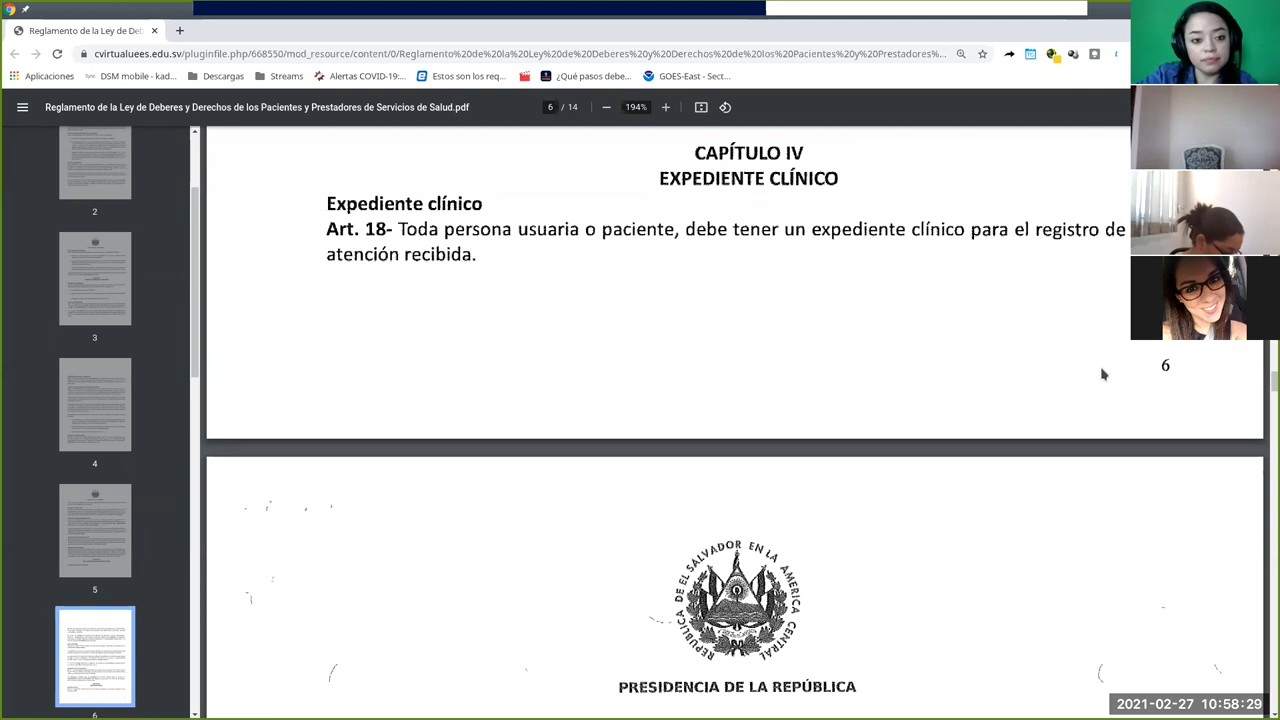 Reglamento de la Ley de Deb
cvirtualuees.edu.sv/pluginfile.php/668550/mod_resource/content/0/Reglamento%20de%20la%20Ley%20de%20Deberes%20y%20Derechos%20de%20los%20Pacientes%20y%20Prestadores%...
Aplicaciones DSM mobile - kad... Descargas Streams Alertas COVID-19:... Estos son los req... ¿Qué pasos debe... GOES-East - Sect...
Reglamento de la Ley de Deberes y Derechos de los Pacientes y Prestadores de Servicios de Salud.pdf 6 / 14 194%
2
3
4
5
6
CAPÍTULO IV
EXPEDIENTE CLÍNICO
Expediente clínico
Art. 18- Toda persona usuaria o paciente, debe tener un expediente clínico para el registro de
atención recibida.
6
REPÚBLICA DE EL SALVADOR EN LA AMERICA CENTRAL
PRESIDENCIA DE LA REPÚBLICA
2021-02-27 10:58:29